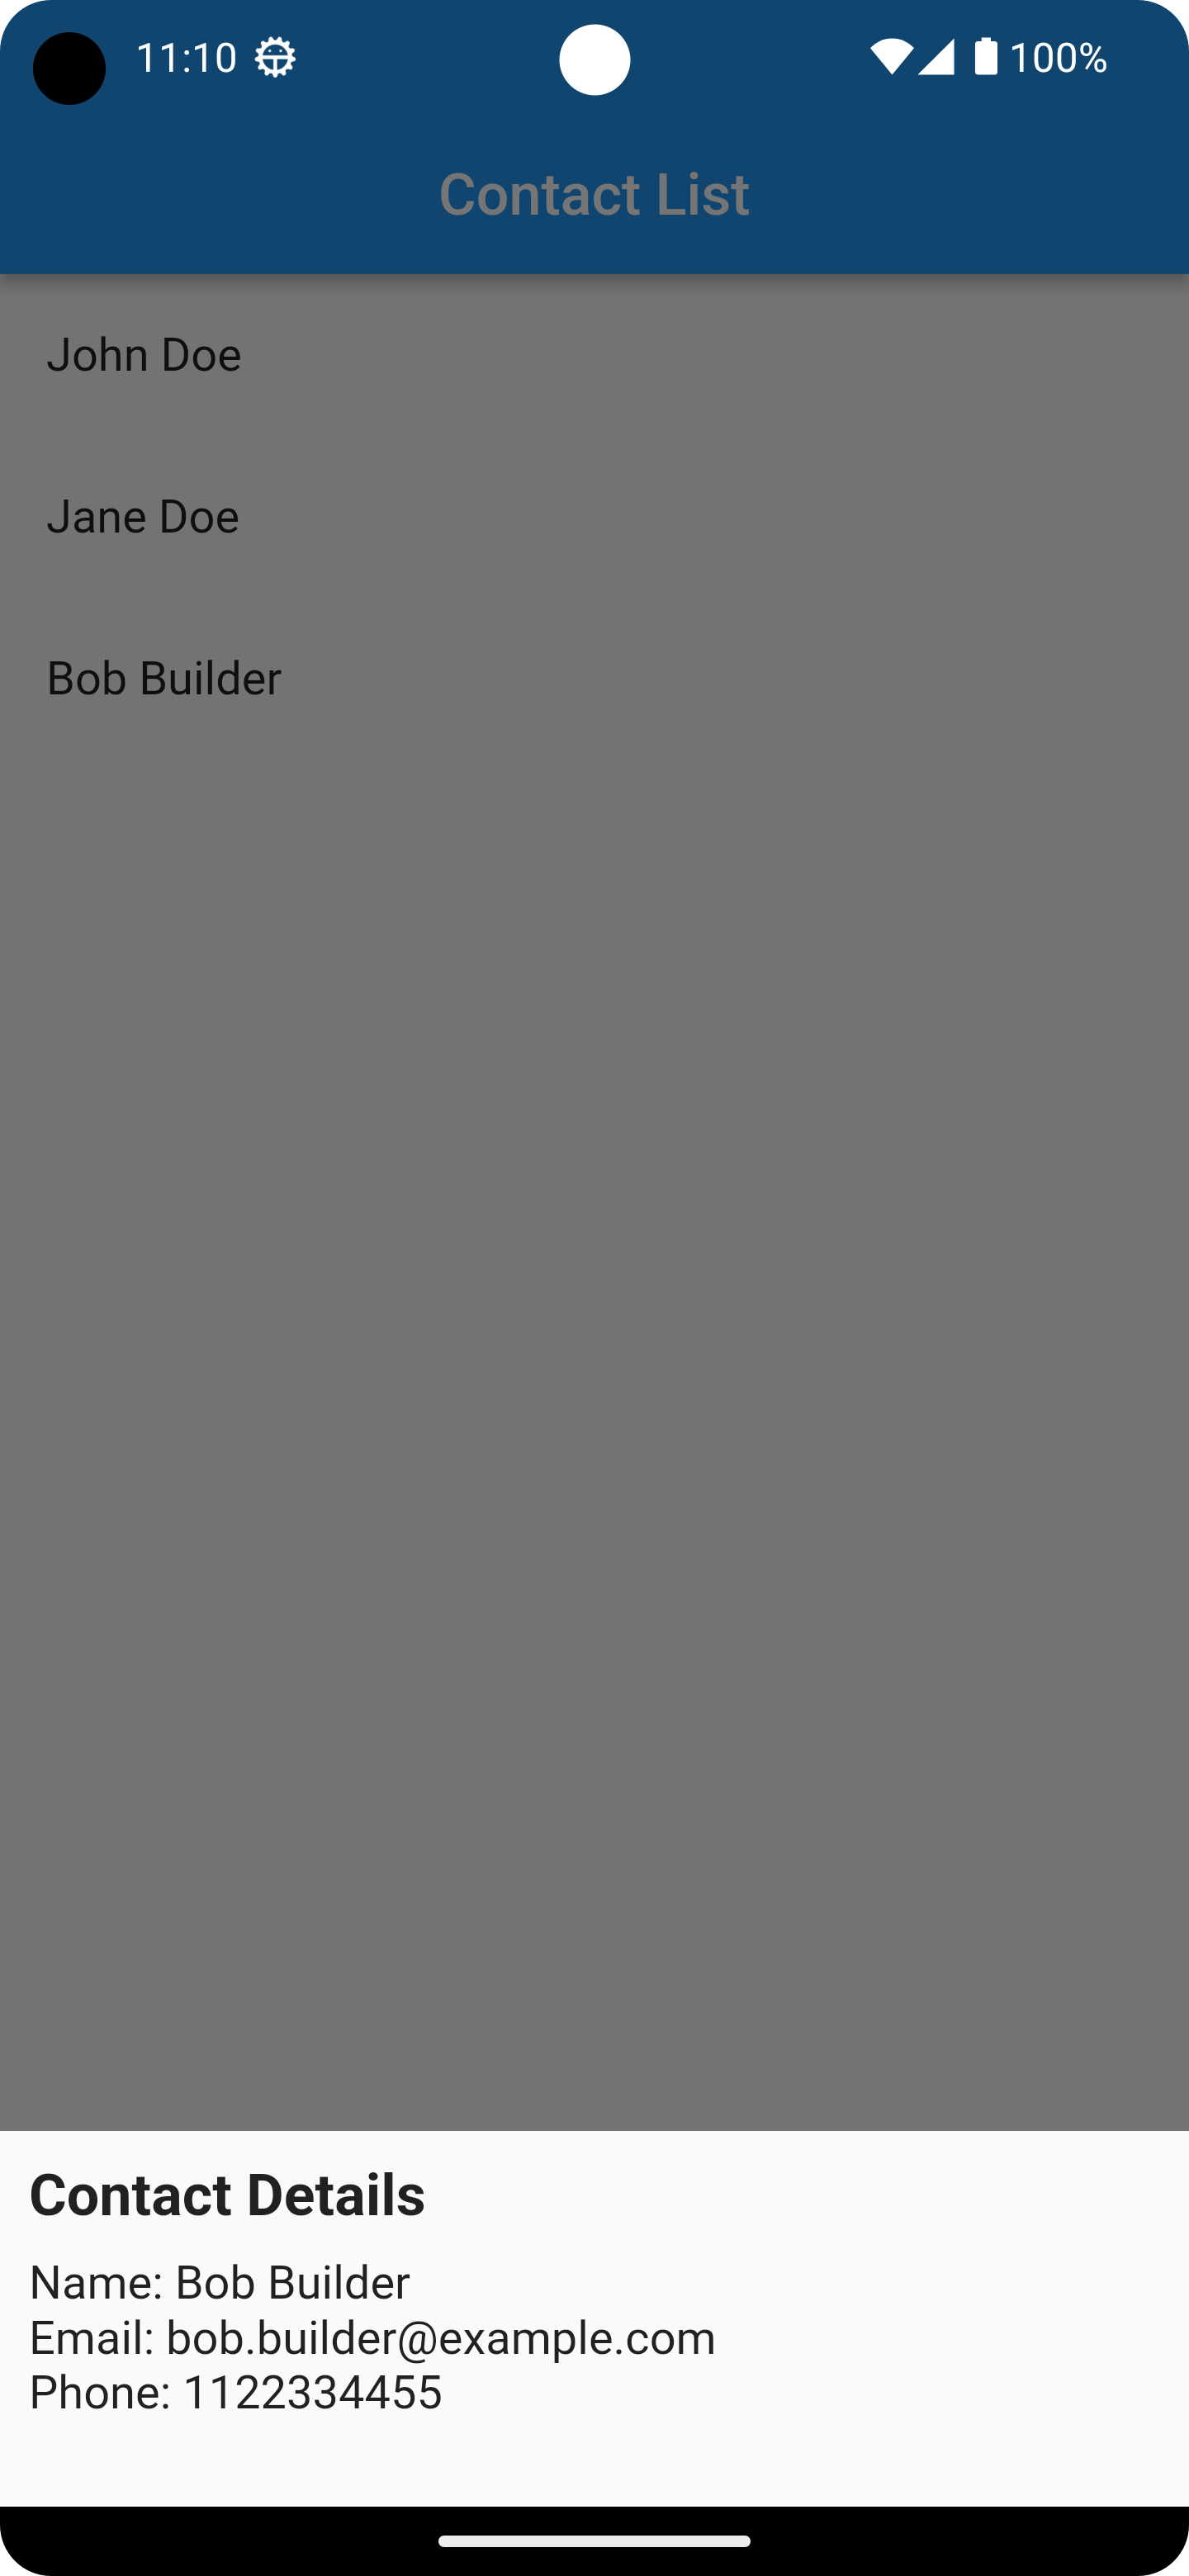 11:10 100%
Contact List
John Doe
Jane Doe
Bob Builder
Contact Details
Name: Bob Builder
Email: bob.builder@example.com
Phone: 1122334455